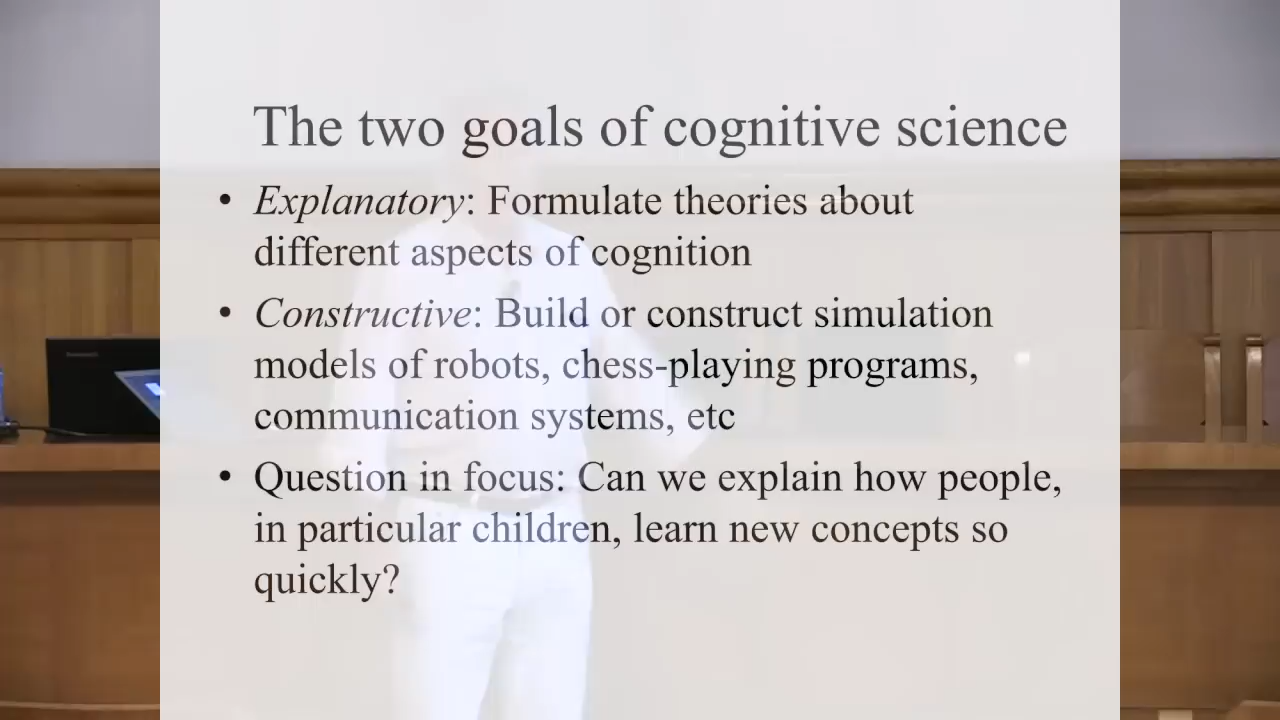 The two goals of cognitive science
• Explanatory: Formulate theories about
different aspects of cognition
• Constructive: Build or construct simulation
models of robots, chess-playing programs,
communication systems, etc
• Question in focus: Can we explain how people,
in particular children, learn new concepts so
quickly?